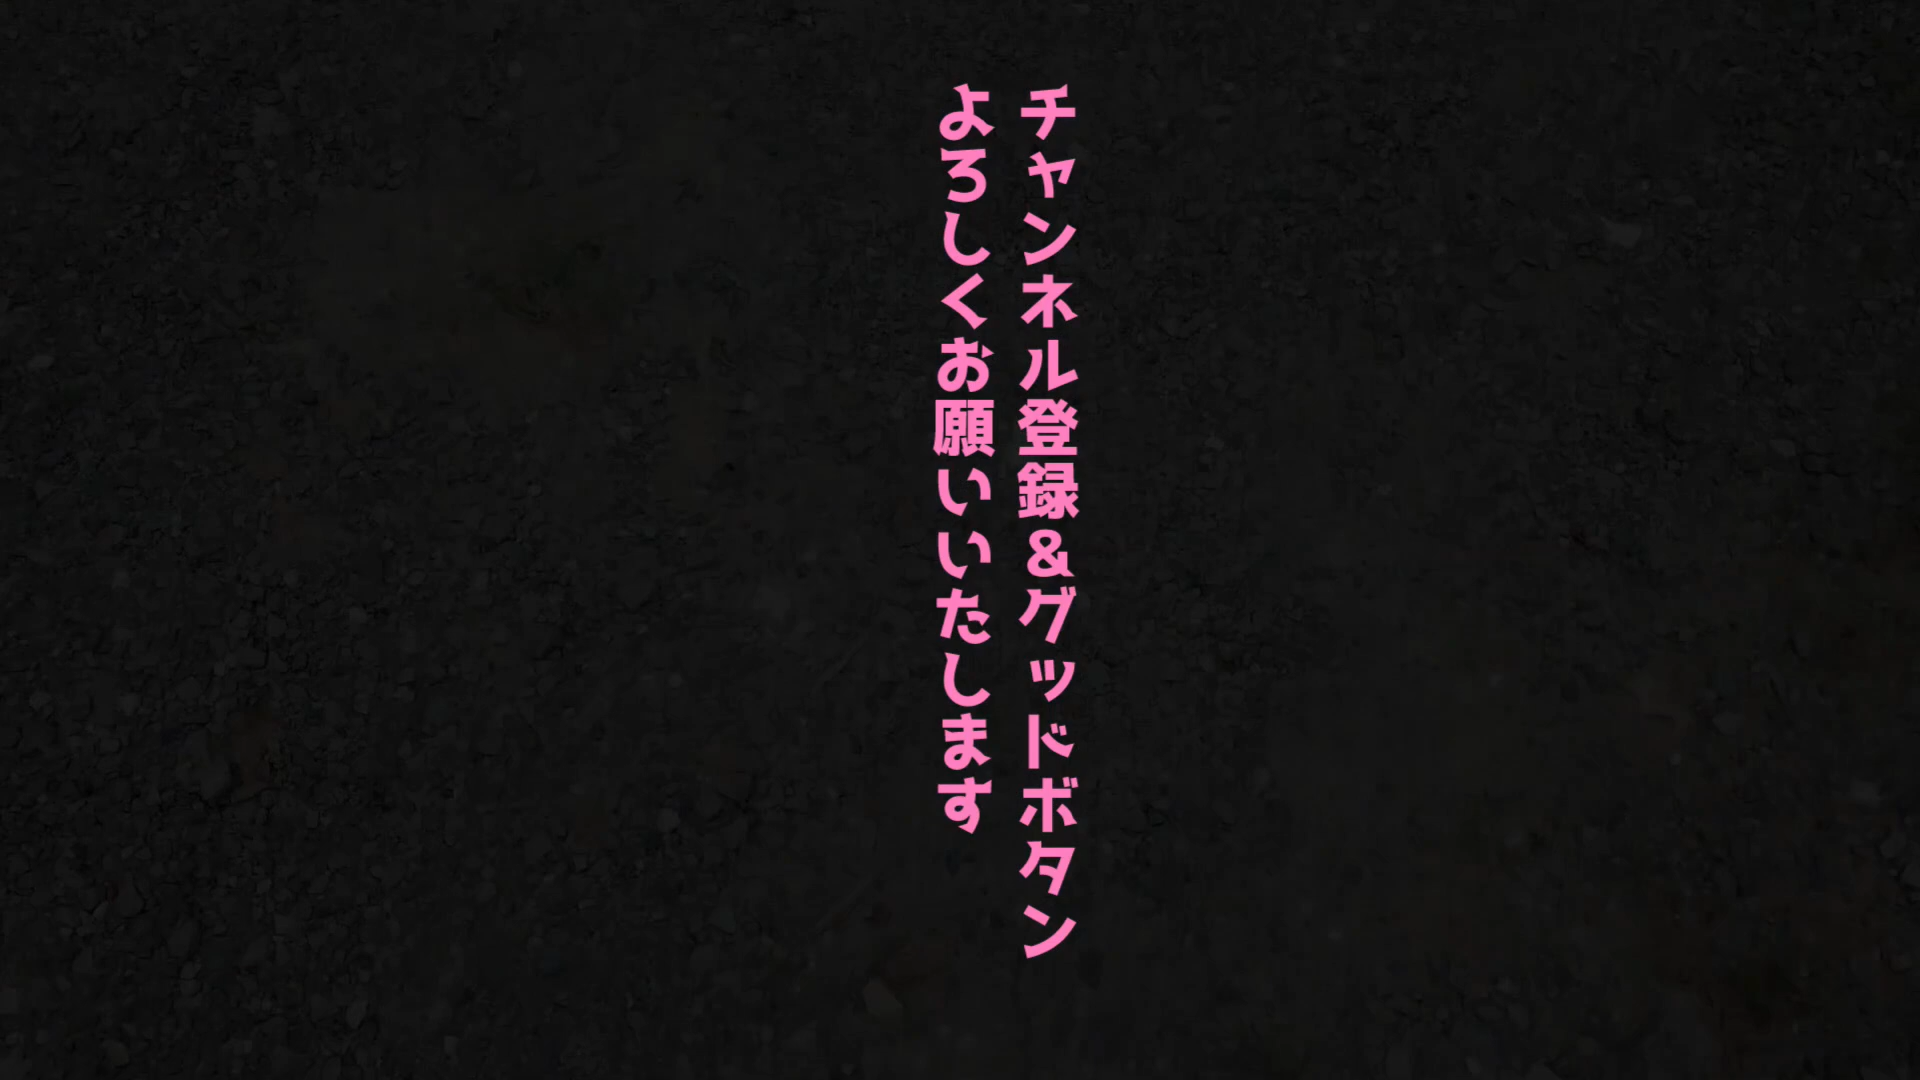 チャンネル登録&グッドボタン
よろしくお願いいたします